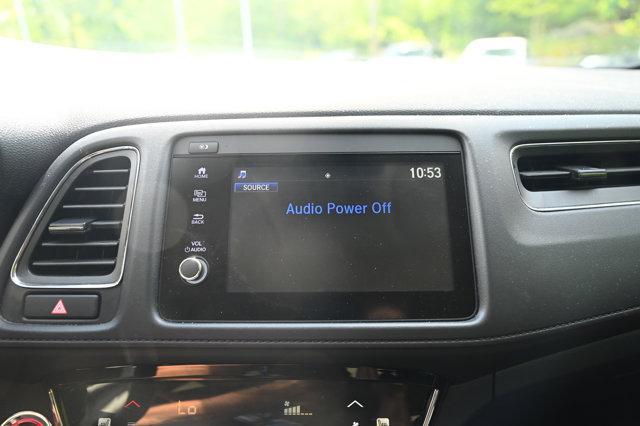 HOME
10:53
MENU
SOURCE
Audio Power Off
BACK
VOL
AUDIO
Lo